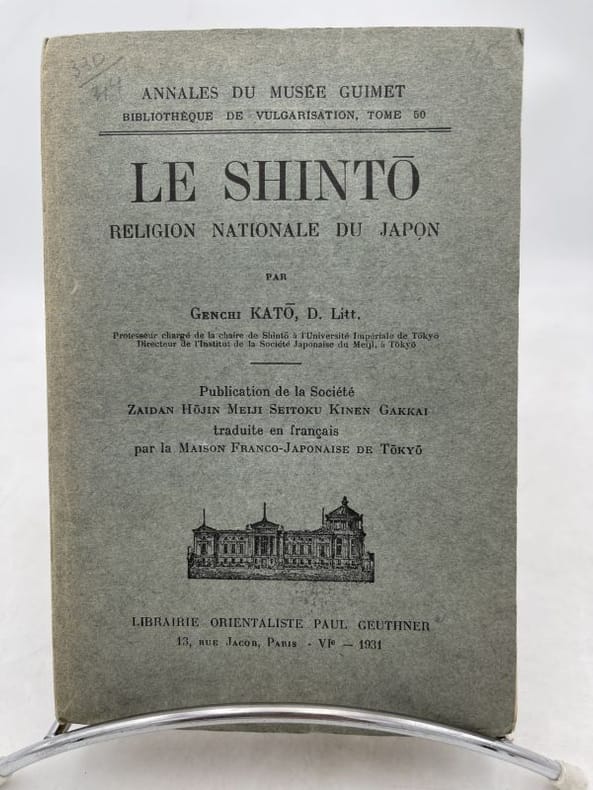 ANNALES DU MUSÉE GUIMET
BIBLIOTHÈQUE DE VULGARISATION, TOME 50
LE SHINTŌ
RELIGION NATIONALE DU JAPON
PAR
GENCHI KATŌ, D. Litt.
Professeur chargé de la chaire de Shintō à l'Université Impériale de Tōkyō
Directeur de l'Institut de la Société Japonaise du Meiji, à Tōkyō
Publication de la Société
ZAIDAN HŌJIN MEIJI SEITOKU KINEN GAKKAI
traduite en français
par la MAISON FRANCO-JAPONAISE DE TŌKYŌ
LIBRAIRIE ORIENTALISTE PAUL GEUTHNER
13, RUE JACOB, PARIS - VIe — 1931